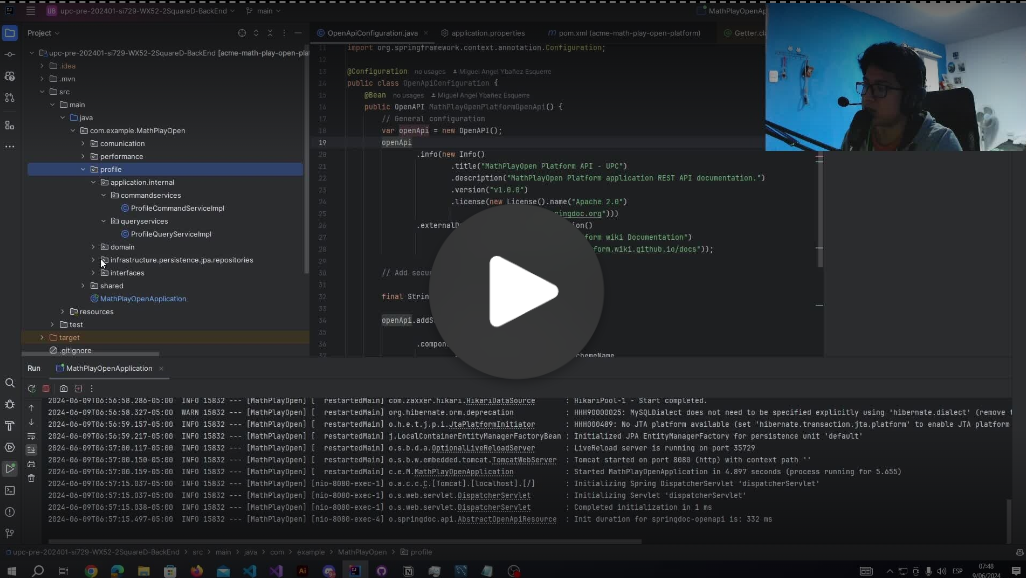 upc-pre-202401-si729-WX52-2SquareD-BackEnd
main
MathPlayOpenAp
Project
OpenApiConfiguration.java
application.properties
pom.xml (acme-math-play-open-platform)
Getter.cla
upc-pre-202401-si729-WX52-2SquareD-BackEnd [acme-math-play-open-pla
.idea
.mvn
src
main
java
com.example.MathPlayOpen
comunication
performance
profile
application.internal
commandservices
ProfileCommandServiceImpl
queryservices
ProfileQueryServiceImpl
domain
infrastructure.persistence.jpa.repositories
interfaces
shared
MathPlayOpenApplication
resources
test
target
.gitignore
import org.springframework.context.annotation.Configuration;
@Configuration no usages Miguel Angel Ybañez Esquerre
public class OpenApiConfiguration {
@Bean no usages Miguel Angel Ybañez Esquerre
public OpenAPI MathPlayOpenPlatformOpenApi() {
// General configuration
var openApi = new OpenAPI();
19 openApi
.info(new Info()
.title("MathPlayOpen Platform API - UPC")
.description("MathPlayOpen Platform application REST API documentation.")
.version("v1.0.0")
.license(new License().name("Apache 2.0")
ingdoc.org")))
.externalD
ion()
form wiki Documentation")
form.wiki.github.io/docs"));
// Add secu
final Strin
openApi.addS
.compon
Run MathPlayOpenApplication
2024-06-09T06:56:58.286-05:00 INFO 15832 --- [MathPlayOpen] [ restartedMain] com.zaxxer.hikari.HikariDataSource : HikariPool-1 - Start completed.
2024-06-09T06:56:58.327-05:00 WARN 15832 --- [MathPlayOpen] [ restartedMain] org.hibernate.orm.deprecation : HHH90000025: MySQLDialect does not need to be specified explicitly using 'hibernate.dialect' (remove t
2024-06-09T06:56:59.197-05:00 INFO 15832 --- [MathPlayOpen] [ restartedMain] o.h.e.t.j.p.i.JtaPlatformInitiator : HHH000489: No JTA platform available (set 'hibernate.transaction.jta.platform' to enable JTA platform
2024-06-09T06:56:59.217-05:00 INFO 15832 --- [MathPlayOpen] [ restartedMain] j.LocalContainerEntityManagerFactoryBean : Initialized JPA EntityManagerFactory for persistence unit 'default'
2024-06-09T06:57:00.117-05:00 INFO 15832 --- [MathPlayOpen] [ restartedMain] o.s.b.d.a.OptionalLiveReloadServer : LiveReload server is running on port 35729
2024-06-09T06:57:00.150-05:00 INFO 15832 --- [MathPlayOpen] [ restartedMain] o.s.b.w.embedded.tomcat.TomcatWebServer : Tomcat started on port 8080 (http) with context path ''
2024-06-09T06:57:00.159-05:00 INFO 15832 --- [MathPlayOpen] [ restartedMain] c.e.M.MathPlayOpenApplication : Started MathPlayOpenApplication in 4.897 seconds (process running for 5.655)
2024-06-09T06:57:15.037-05:00 INFO 15832 --- [MathPlayOpen] [nio-8080-exec-1] o.a.c.c.C.[Tomcat].[localhost].[/] : Initializing Spring DispatcherServlet 'dispatcherServlet'
2024-06-09T06:57:15.037-05:00 INFO 15832 --- [MathPlayOpen] [nio-8080-exec-1] o.s.web.servlet.DispatcherServlet : Initializing Servlet 'dispatcherServlet'
2024-06-09T06:57:15.038-05:00 INFO 15832 --- [MathPlayOpen] [nio-8080-exec-1] o.s.web.servlet.DispatcherServlet : Completed initialization in 1 ms
2024-06-09T06:57:15.497-05:00 INFO 15832 --- [MathPlayOpen] [nio-8080-exec-4] o.springdoc.api.AbstractOpenApiResource : Init duration for springdoc-openapi is: 332 ms
upc-pre-202401-si729-WX52-2SquareD-BackEnd > src > main > java > com > example > MathPlayOpen > profile
ESP
07:48
9/06/2024